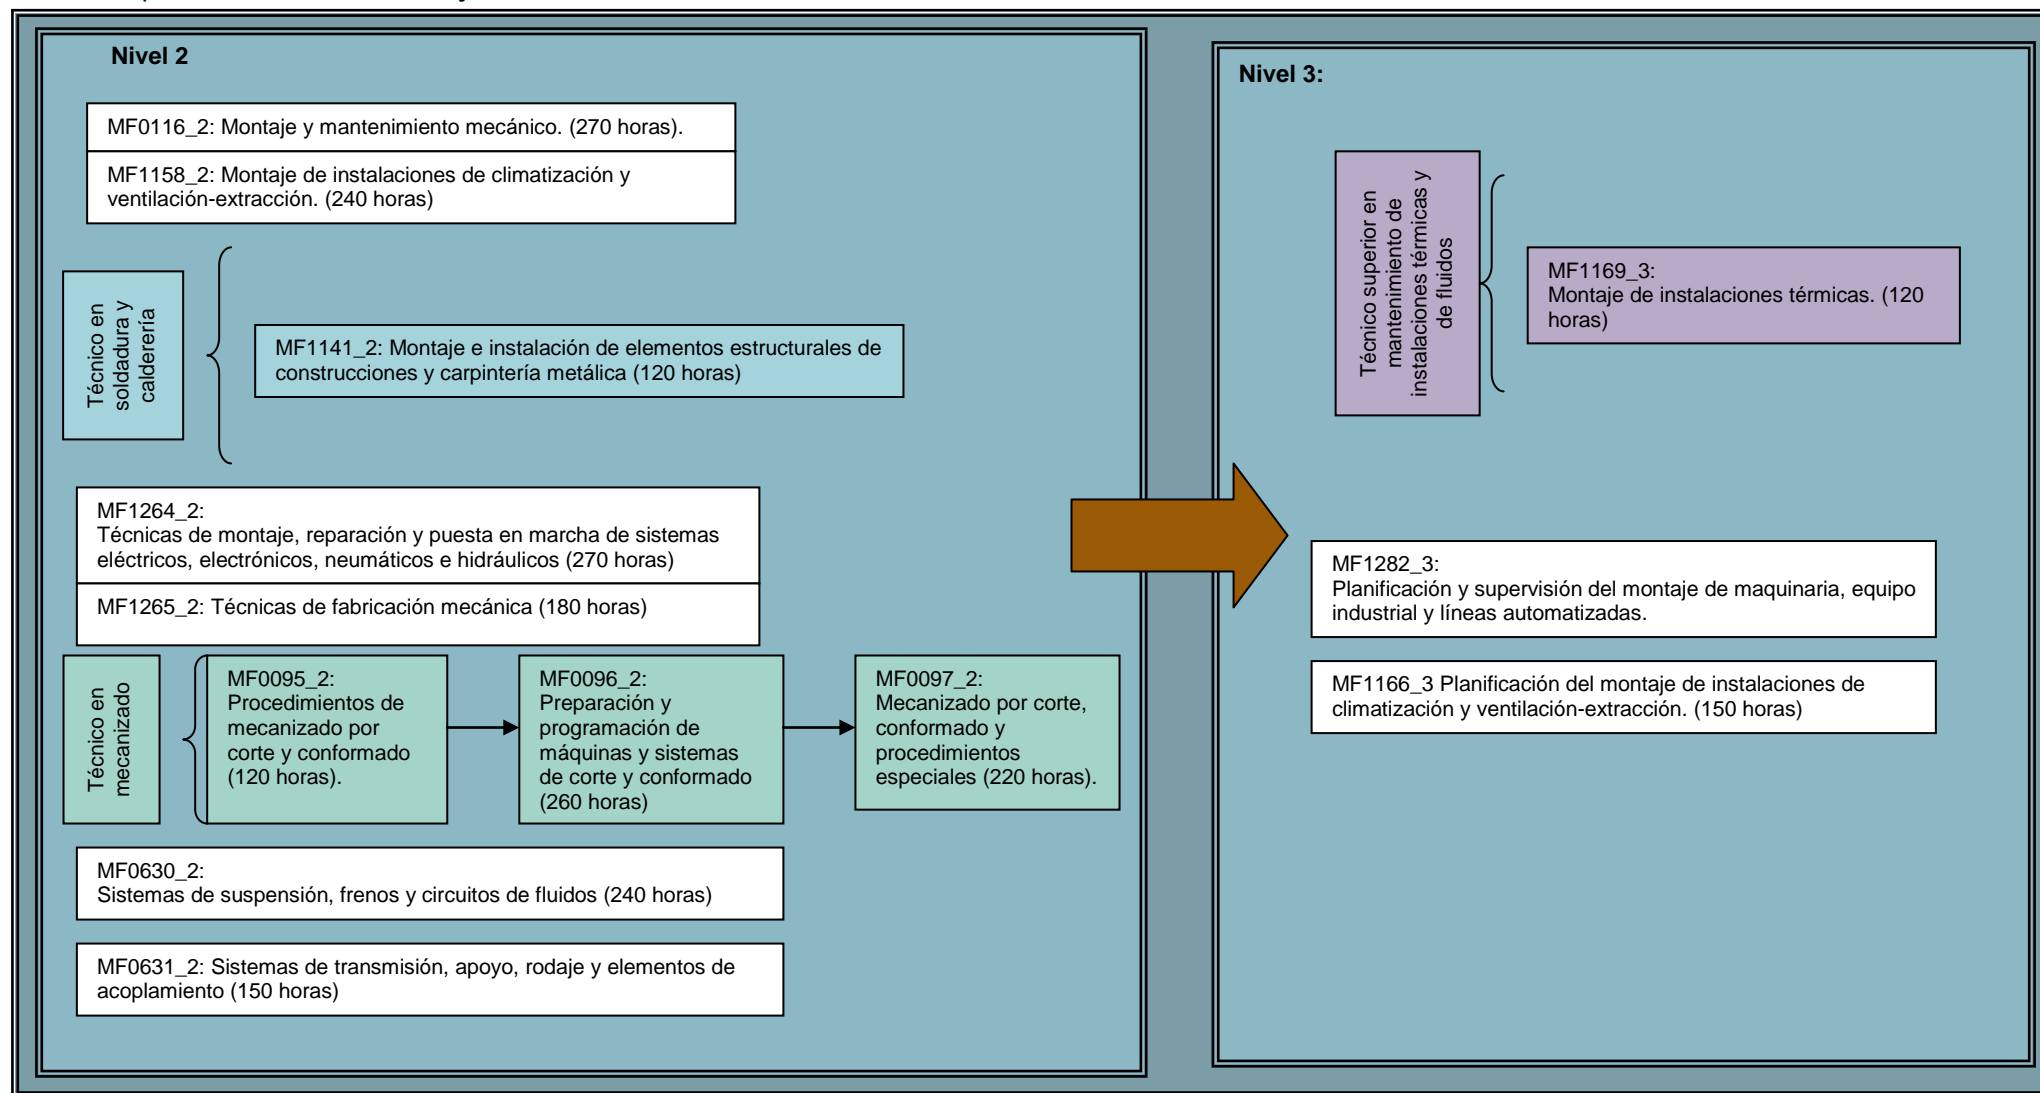 Nivel 2
MF0116_2: Montaje y mantenimiento mecánico. (270 horas).
MF1158_2: Montaje de instalaciones de climatización y
ventilación-extracción. (240 horas)
Técnico en
soldadura y
calderería
MF1141_2: Montaje e instalación de elementos estructurales de
construcciones y carpintería metálica (120 horas)
MF1264_2:
Técnicas de montaje, reparación y puesta en marcha de sistemas
eléctricos, electrónicos, neumáticos e hidráulicos (270 horas)
MF1265_2: Técnicas de fabricación mecánica (180 horas)
Técnico en
mecanizado
MF0095_2:
Procedimientos de
mecanizado por
corte y conformado
(120 horas).
MF0096_2:
Preparación y
programación de
máquinas y sistemas
de corte y conformado
(260 horas)
MF0097_2:
Mecanizado por corte,
conformado y
procedimientos
especiales (220 horas).
MF0630_2:
Sistemas de suspensión, frenos y circuitos de fluidos (240 horas)
MF0631_2: Sistemas de transmisión, apoyo, rodaje y elementos de
acoplamiento (150 horas)
Nivel 3:
Técnico superior en
mantenimiento de
instalaciones térmicas y
de fluidos
MF1169_3:
Montaje de instalaciones térmicas. (120
horas)
MF1282_3:
Planificación y supervisión del montaje de maquinaria, equipo
industrial y líneas automatizadas.
MF1166_3 Planificación del montaje de instalaciones de
climatización y ventilación-extracción. (150 horas)